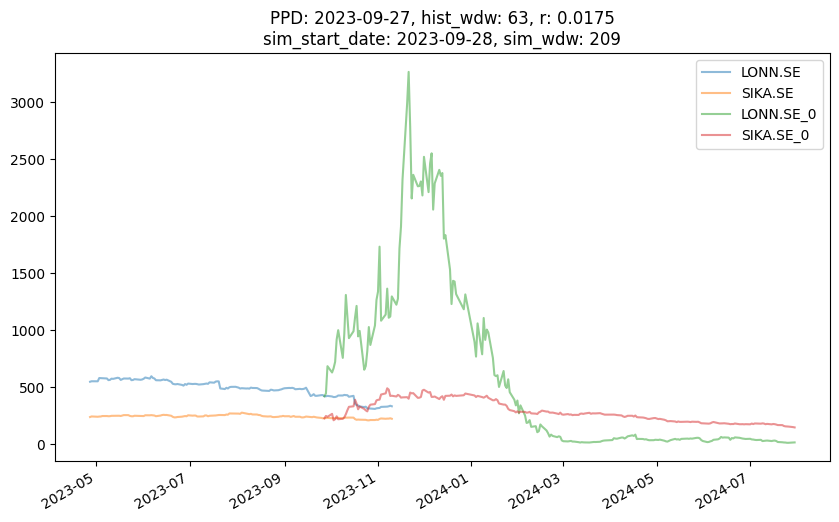 PPD: 2023-09-27, hist_wdw: 63, r: 0.0175
sim_start_date: 2023-09-28, sim_wdw: 209
LONN.SE
SIKA.SE
LONN.SE_0
SIKA.SE_0
3000
2500
2000
1500
1000
500
0
2023-05
2023-07
2023-09
2023-11
2024-01
2024-03
2024-05
2024-07